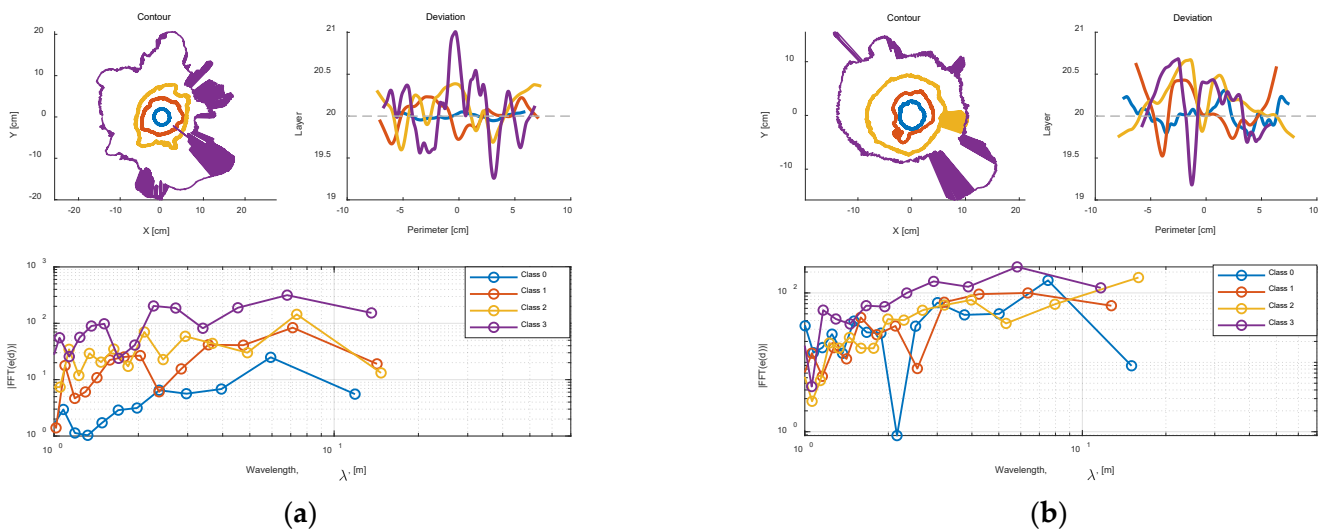 Contour
Deviation
20
10
0
-10
-20
Y [cm]
-20
-10
0
10
20
X [cm]
21
20.5
20
19.5
19
Layer
-10
-5
0
5
10
Perimeter [cm]
10 3
10 2
10 1
10 0
|FFT(e(d))|
10 0
10 1
Wavelength, λ, [m]
Class 0
Class 1
Class 2
Class 3
(a)
Contour
Deviation
10
0
-10
Y [cm]
-10
0
10
20
X [cm]
21
20.5
20
19.5
19
Layer
-10
-5
0
5
10
Perimeter [cm]
10 2
10 0
|FFT(e(d))|
10 0
10 1
Wavelength, λ, [m]
Class 0
Class 1
Class 2
Class 3
(b)